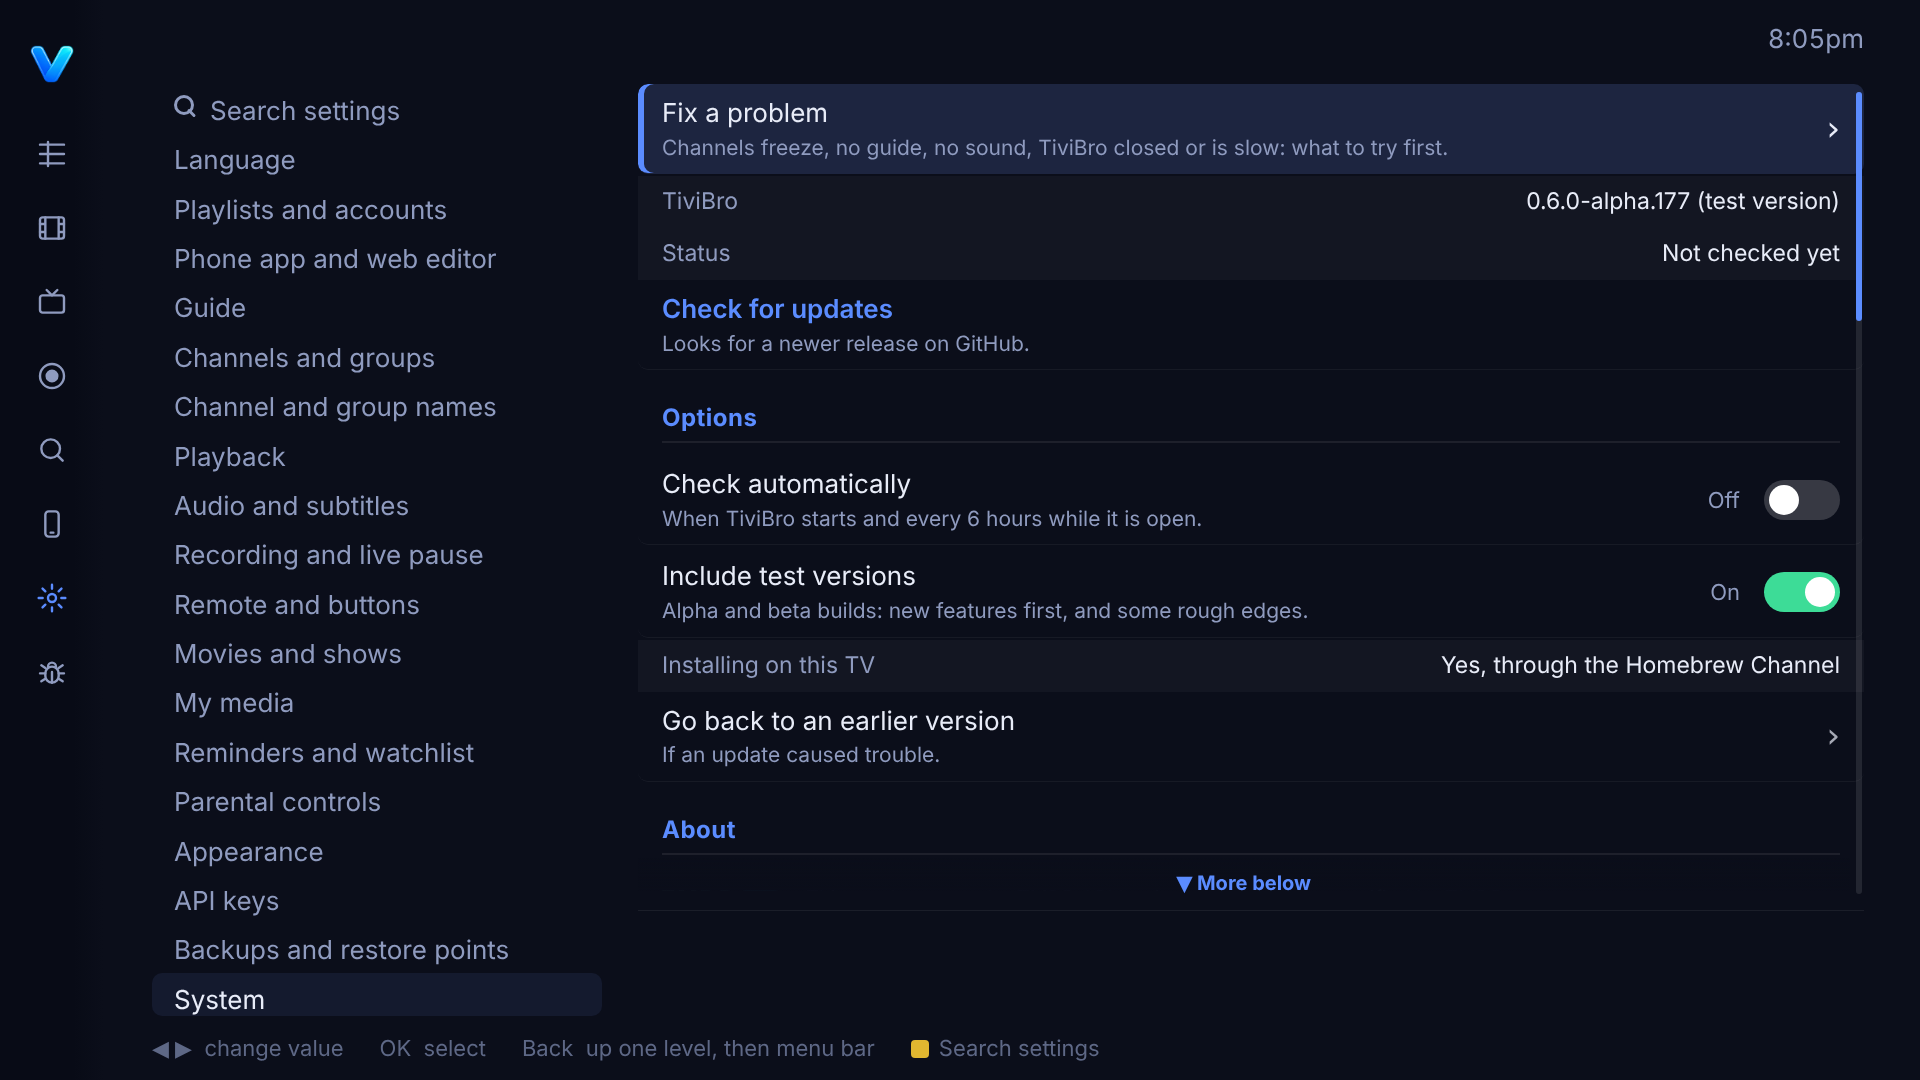 8:05pm
Search settings
Language
Playlists and accounts
Phone app and web editor
Guide
Channels and groups
Channel and group names
Playback
Audio and subtitles
Recording and live pause
Remote and buttons
Movies and shows
My media
Reminders and watchlist
Parental controls
Appearance
API keys
Backups and restore points
System
Fix a problem
Channels freeze, no guide, no sound, TiviBro closed or is slow: what to try first.
TiviBro 0.6.0-alpha.177 (test version)
Status Not checked yet
Check for updates
Looks for a newer release on GitHub.
Options
Check automatically
When TiviBro starts and every 6 hours while it is open.
Off
Include test versions
Alpha and beta builds: new features first, and some rough edges.
On
Installing on this TV Yes, through the Homebrew Channel
Go back to an earlier version
If an update caused trouble.
About
▼ More below
◀▶ change value OK select Back up one level, then menu bar Search settings